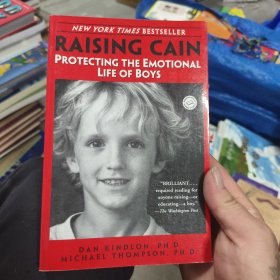 NEW YORK TIMES BESTSELLER
RAISING CAIN
PROTECTING THE EMOTIONAL
LIFE OF BOYS
"BRILLIANT...
required reading for
anyone raising—or
educating—a boy."
—The Washington Post
DAN KINDLON, PH.D.
MICHAEL THOMPSON, PH.D.